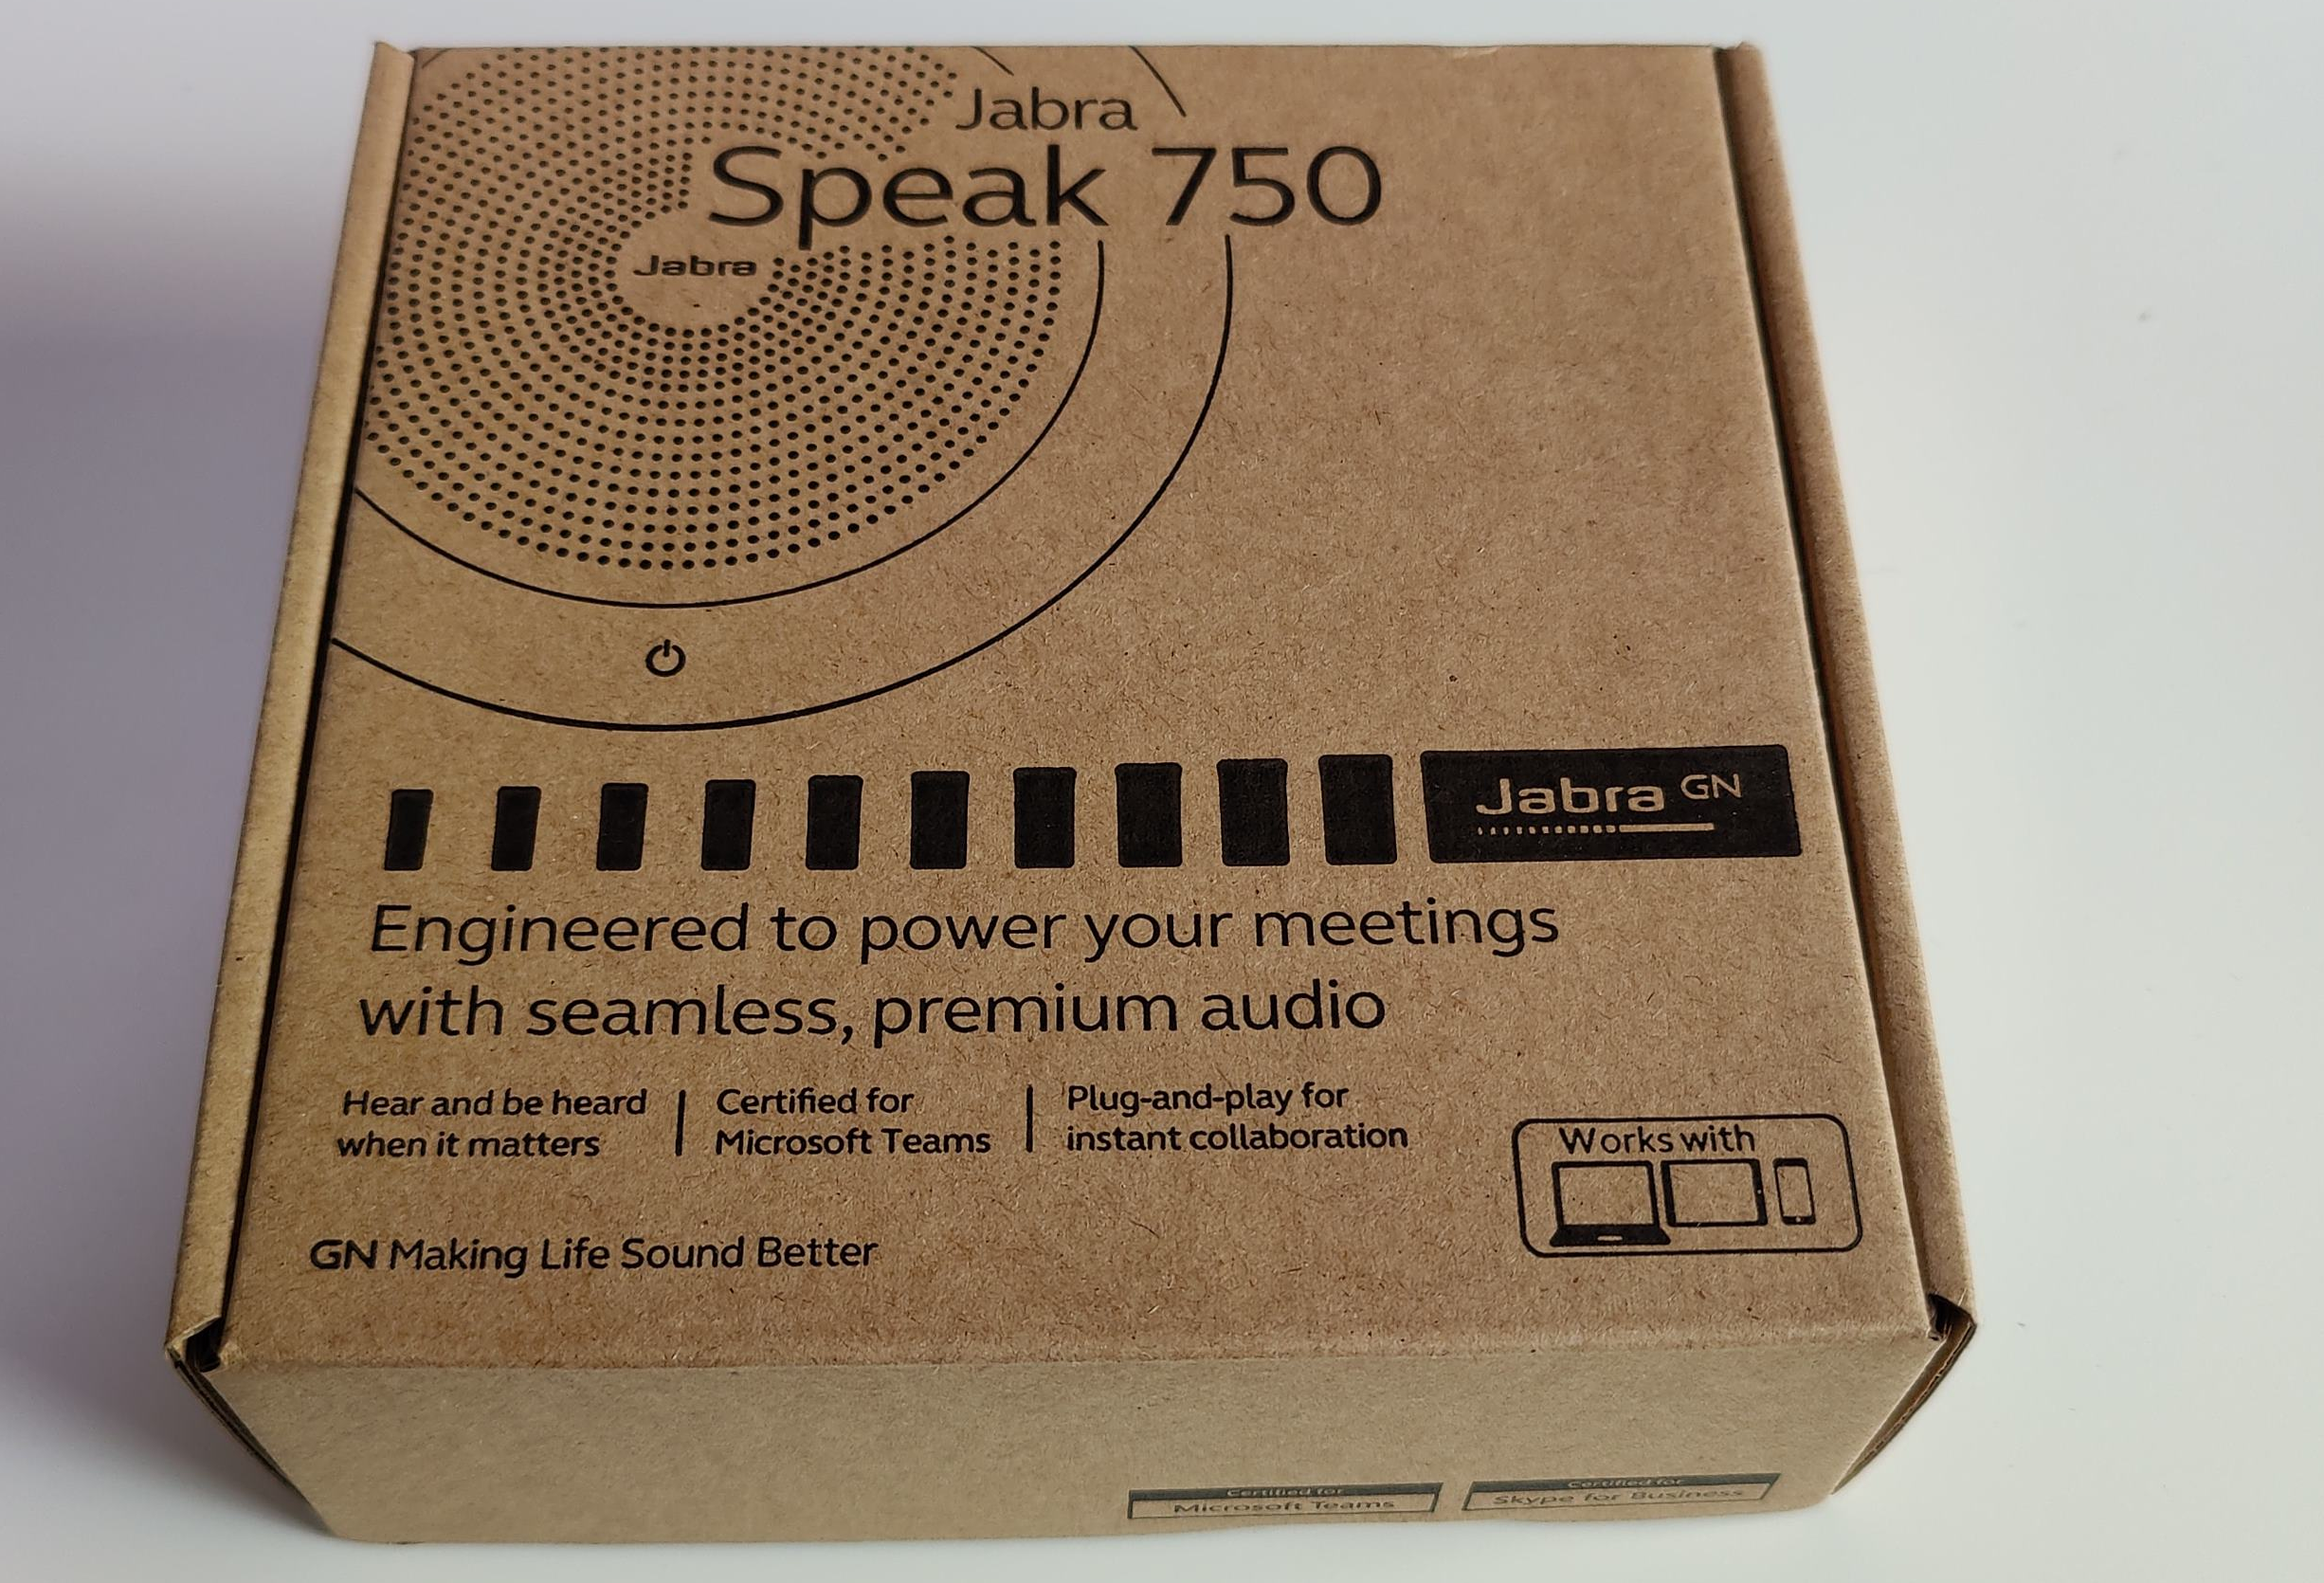 Jabra
Speak 750
Jabra
Jabra GN
Engineered to power your meetings
with seamless, premium audio
Hear and be heard
when it matters
Certified for
Microsoft Teams
Plug-and-play for
instant collaboration
Works with
GN Making Life Sound Better
Certified for
Microsoft Teams
Certified for
Skype for Business